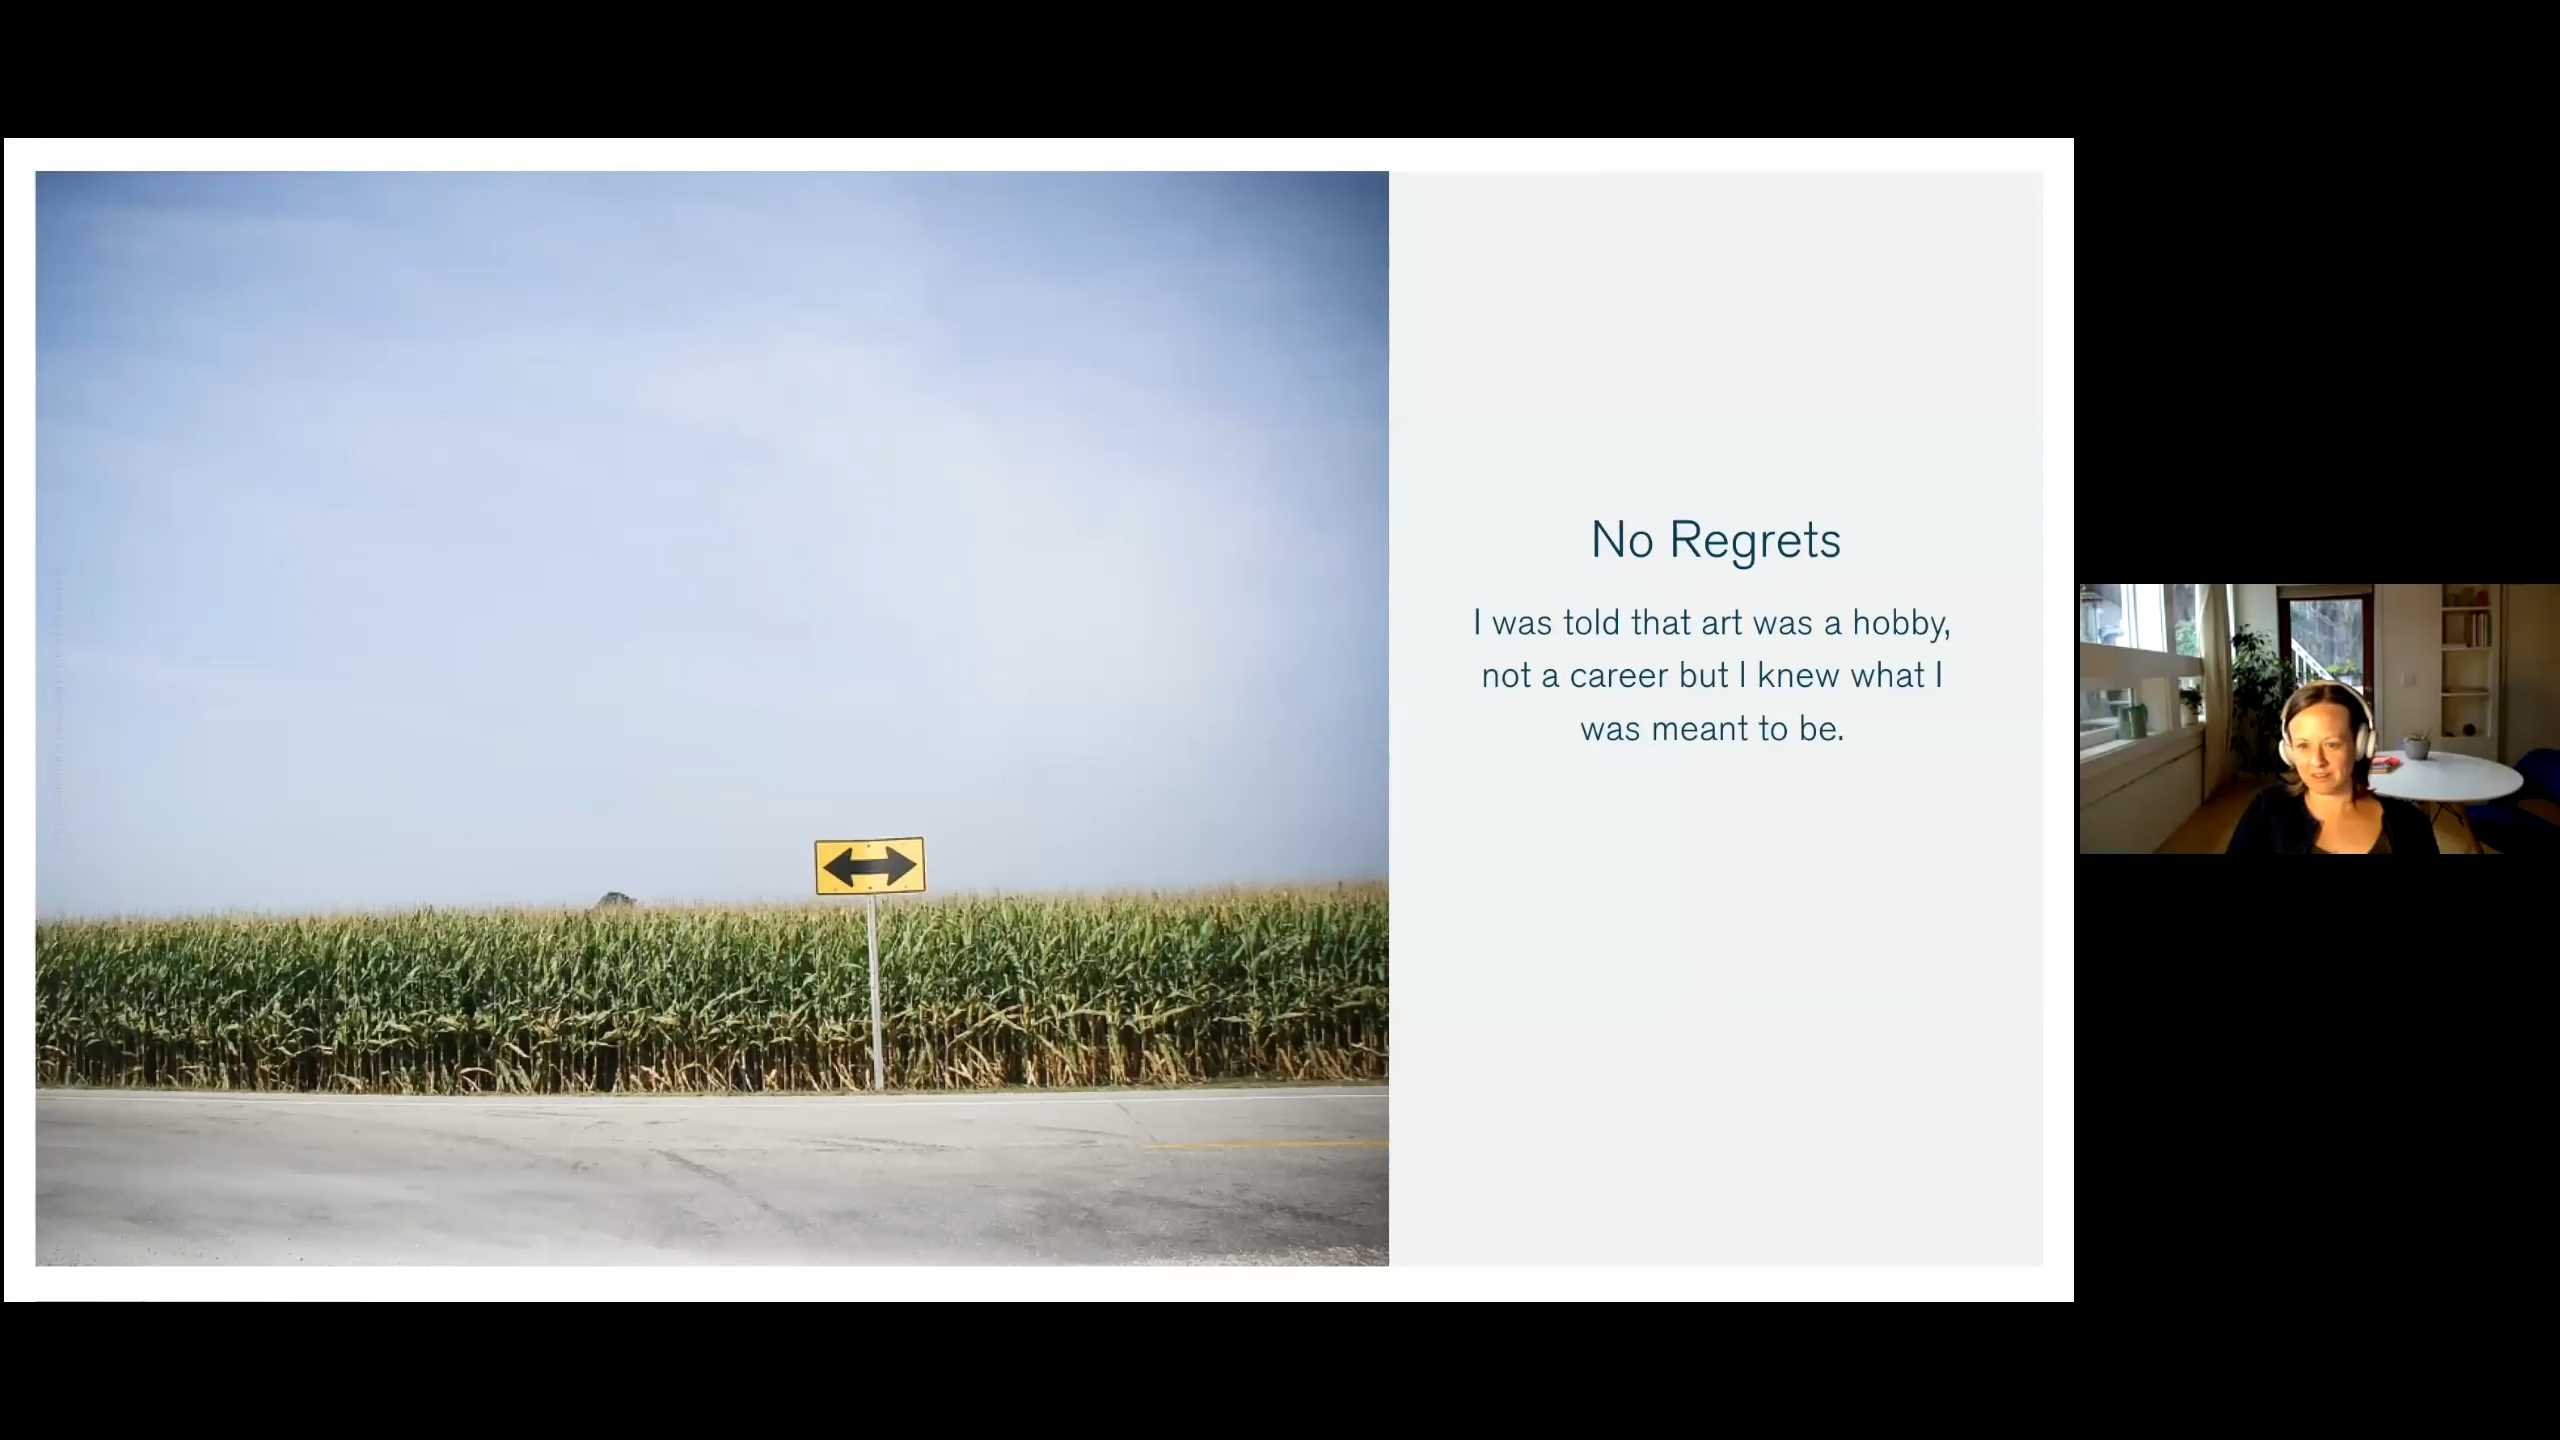 No Regrets
I was told that art was a hobby,
not a career but I knew what I
was meant to be.